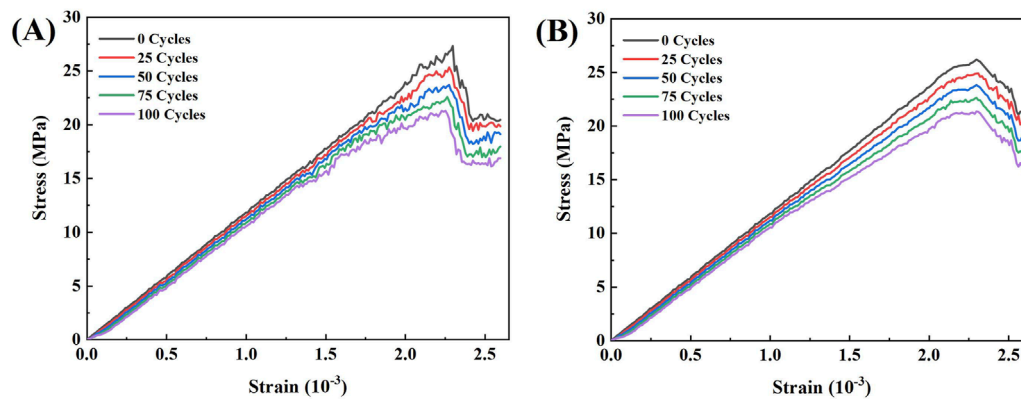 (A)
30
25
20
15
10
5
0
Stress (MPa)
0 Cycles
25 Cycles
50 Cycles
75 Cycles
100 Cycles
0.0 0.5 1.0 1.5 2.0 2.5
Strain (10⁻³)
(B)
30
25
20
15
10
5
0
Stress (MPa)
0 Cycles
25 Cycles
50 Cycles
75 Cycles
100 Cycles
0.0 0.5 1.0 1.5 2.0 2.5
Strain (10⁻³)